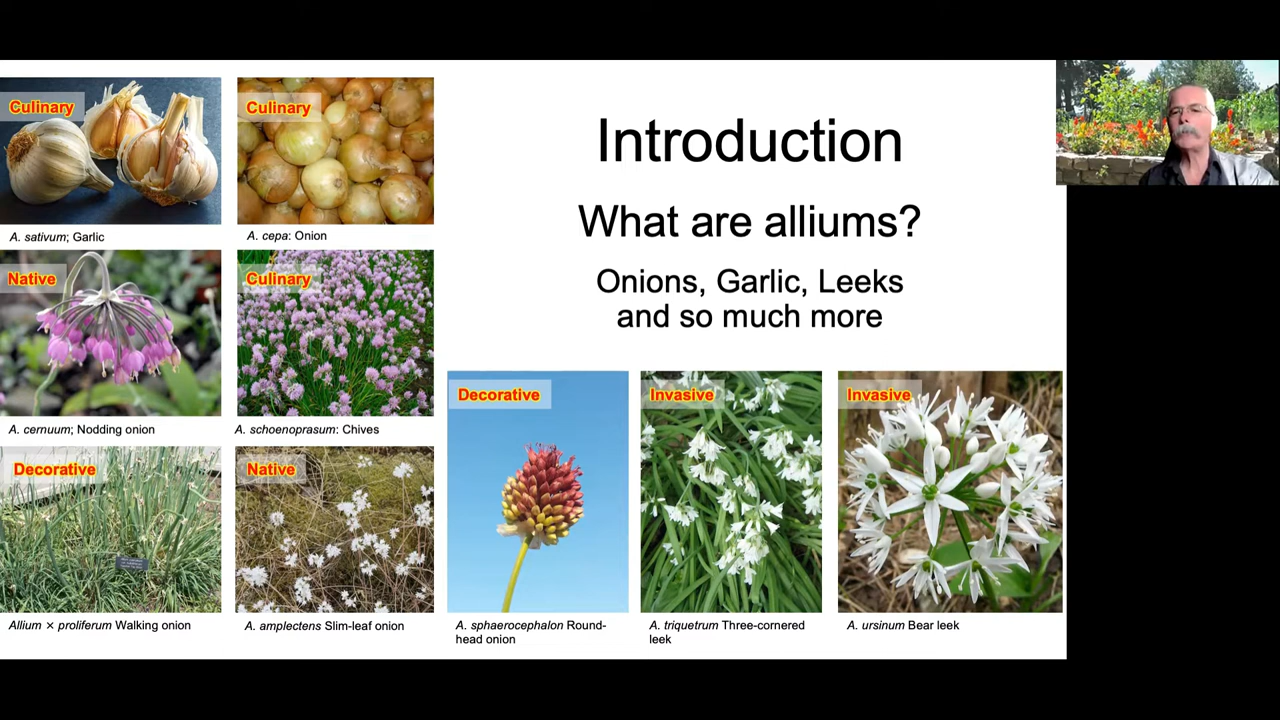 Introduction
What are alliums?
Onions, Garlic, Leeks
and so much more
Culinary
A. sativum; Garlic
Culinary
A. cepa: Onion
Native
A. cernuum; Nodding onion
Culinary
A. schoenoprasum: Chives
Decorative
Allium × proliferum Walking onion
Native
A. amplectens Slim-leaf onion
Decorative
A. sphaerocephalon Round-
head onion
Invasive
A. triquetrum Three-cornered
leek
Invasive
A. ursinum Bear leek